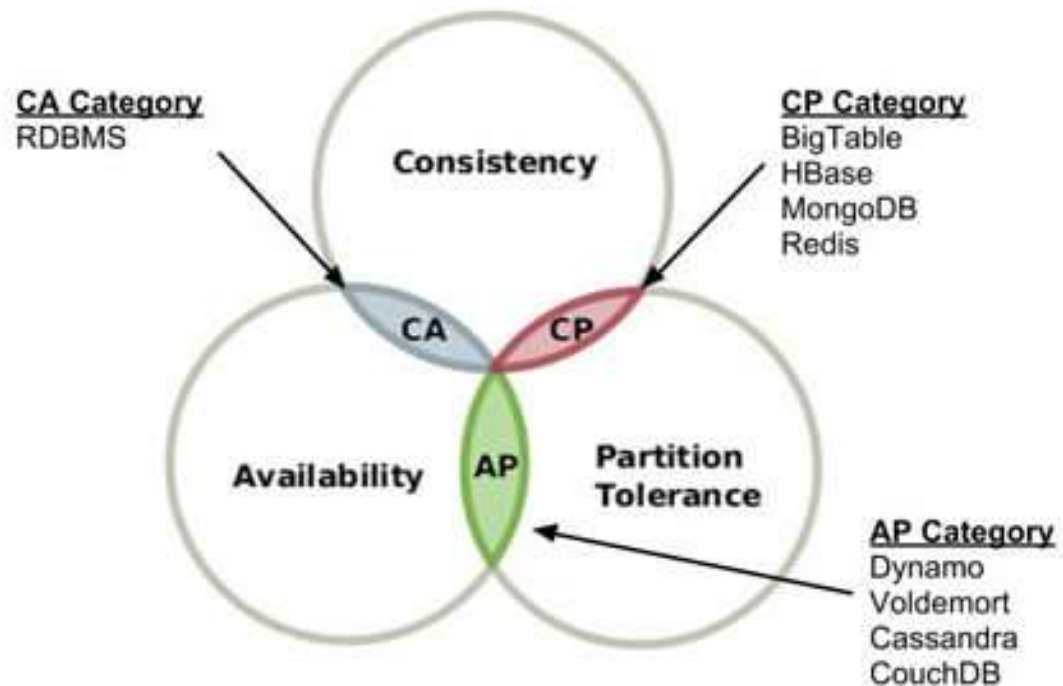 CA Category
RDBMS
Consistency
CP Category
BigTable
HBase
MongoDB
Redis
CA
CP
Availability
AP
Partition
Tolerance
AP Category
Dynamo
Voldemort
Cassandra
CouchDB